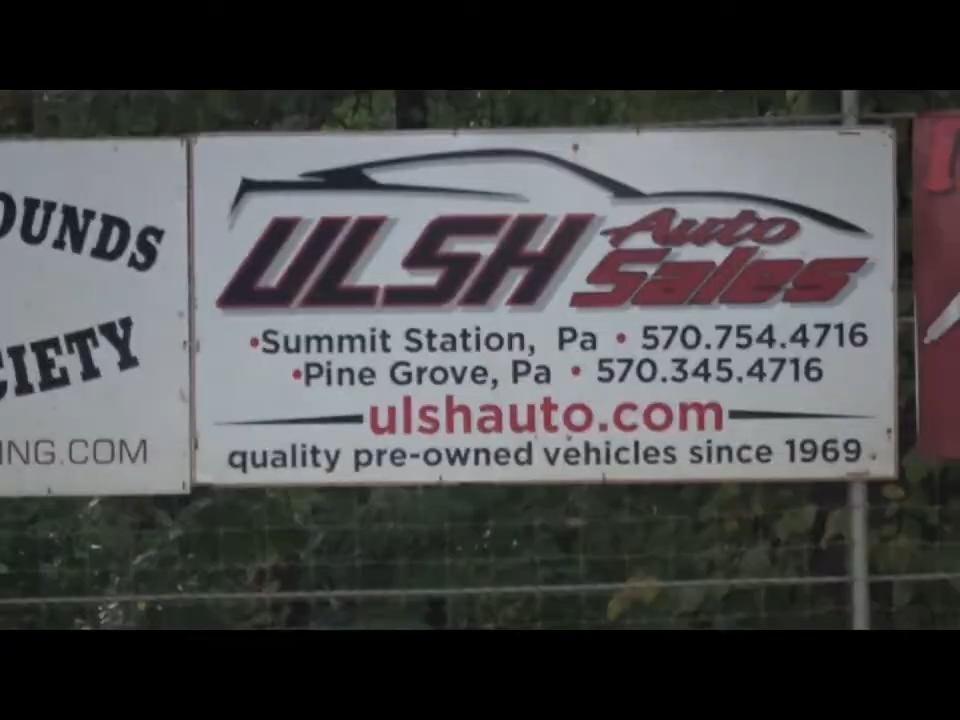 OUNDS
CIETY
ING.COM
ULSH Auto Sales
•Summit Station, Pa • 570.754.4716
•Pine Grove, Pa • 570.345.4716
ulshauto.com
quality pre-owned vehicles since 1969.